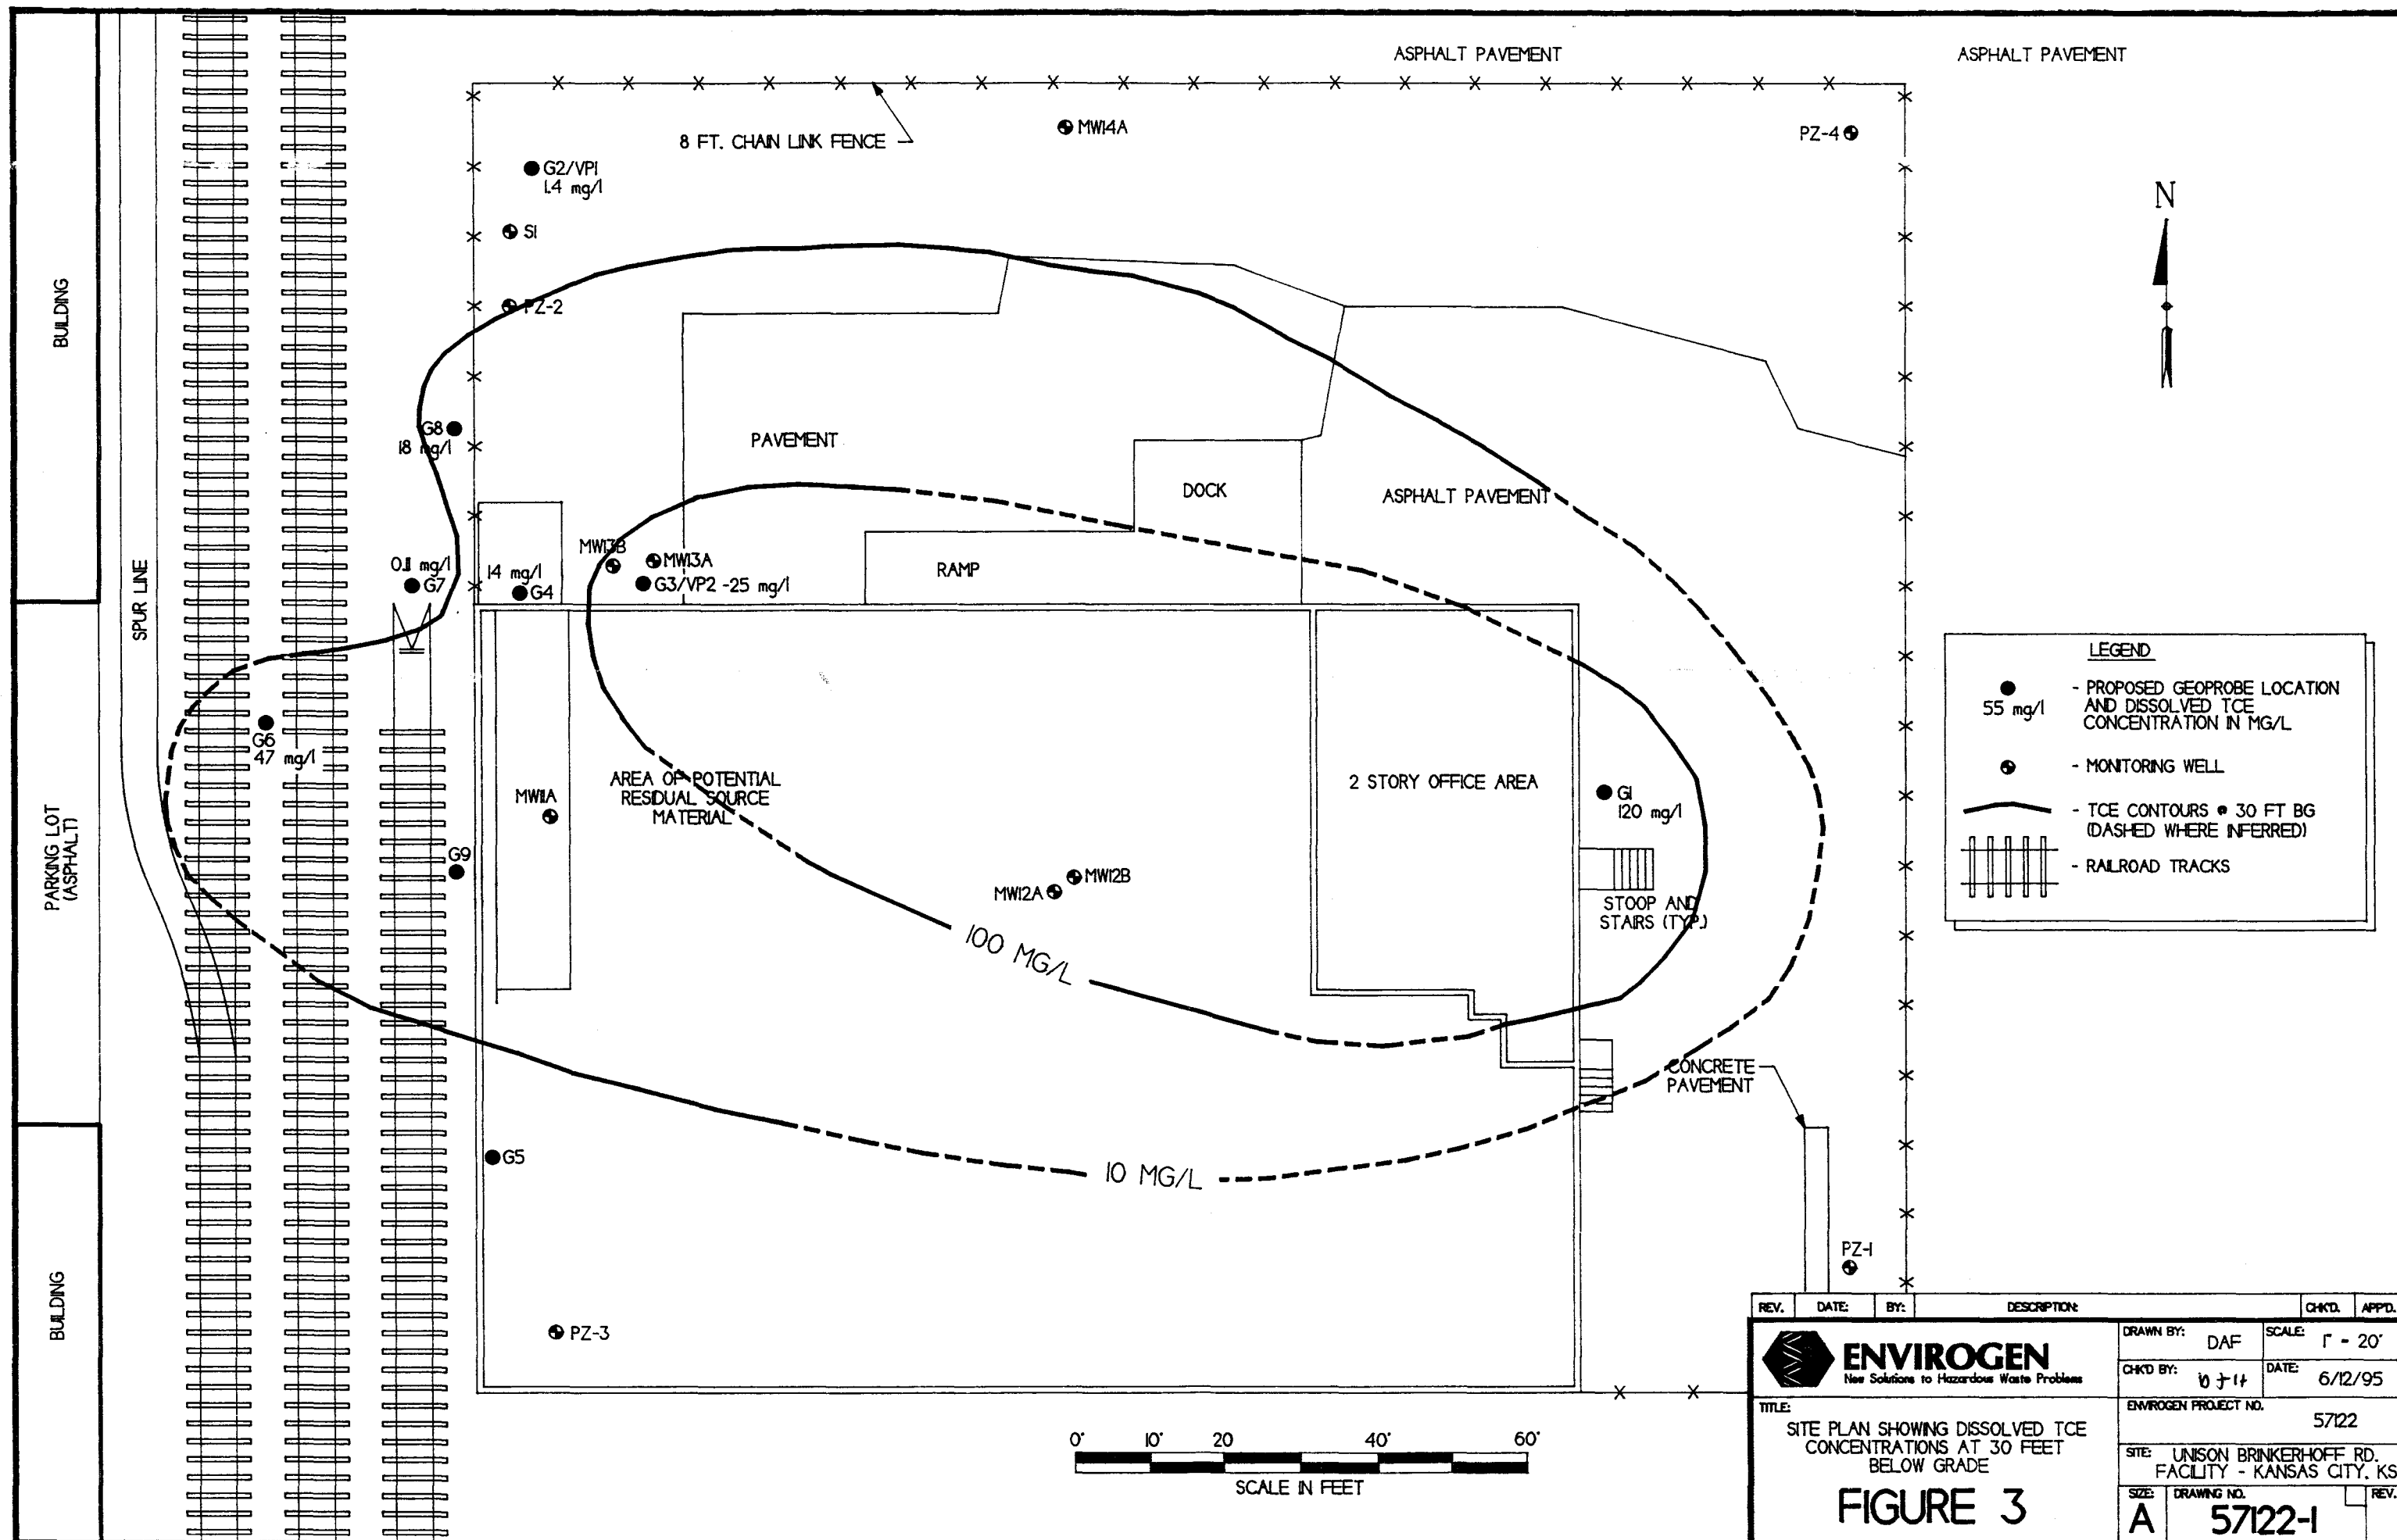 ASPHALT PAVEMENT
ASPHALT PAVEMENT
8 FT. CHAIN LINK FENCE
MW14A
PZ-4
G2/VP1
1.4 mg/l
S1
PZ-2
N
BUILDING
G8
18 mg/l
PAVEMENT
DOCK
ASPHALT PAVEMENT
SPUR LINE
0.11 mg/l
G7
14 mg/l
G4
MW13B
MW13A
G3/VP2 -25 mg/l
RAMP
G6
47 mg/l
MW11A
AREA OF POTENTIAL
RESIDUAL SOURCE
MATERIAL
2 STORY OFFICE AREA
G1
120 mg/l
LEGEND
55 mg/l
- PROPOSED GEOPROBE LOCATION
AND DISSOLVED TCE
CONCENTRATION IN MG/L
- MONITORING WELL
- TCE CONTOURS @ 30 FT BG
(DASHED WHERE INFERRED)
- RAILROAD TRACKS
PARKING LOT
(ASPHALT)
G9
MW12A
MW12B
STOOP AND
STAIRS (TYP.)
100 MG/L
CONCRETE
PAVEMENT
G5
10 MG/L
BUILDING
PZ-3
PZ-1
0' 10' 20 40' 60'
SCALE IN FEET
REV. DATE: BY: DESCRIPTION: CHK'D. APP'D.
ENVIROGEN
New Solutions to Hazardous Waste Problems
DRAWN BY: DAF
SCALE: 1" - 20'
CHK'D BY:
DATE: 6/12/95
TITLE:
SITE PLAN SHOWING DISSOLVED TCE
CONCENTRATIONS AT 30 FEET
BELOW GRADE
FIGURE 3
ENVIROGEN PROJECT NO.
57122
SITE: UNISON BRINKERHOFF RD.
FACILITY - KANSAS CITY, KS
SIZE: A
DRAWING NO. 57122-1
REV.